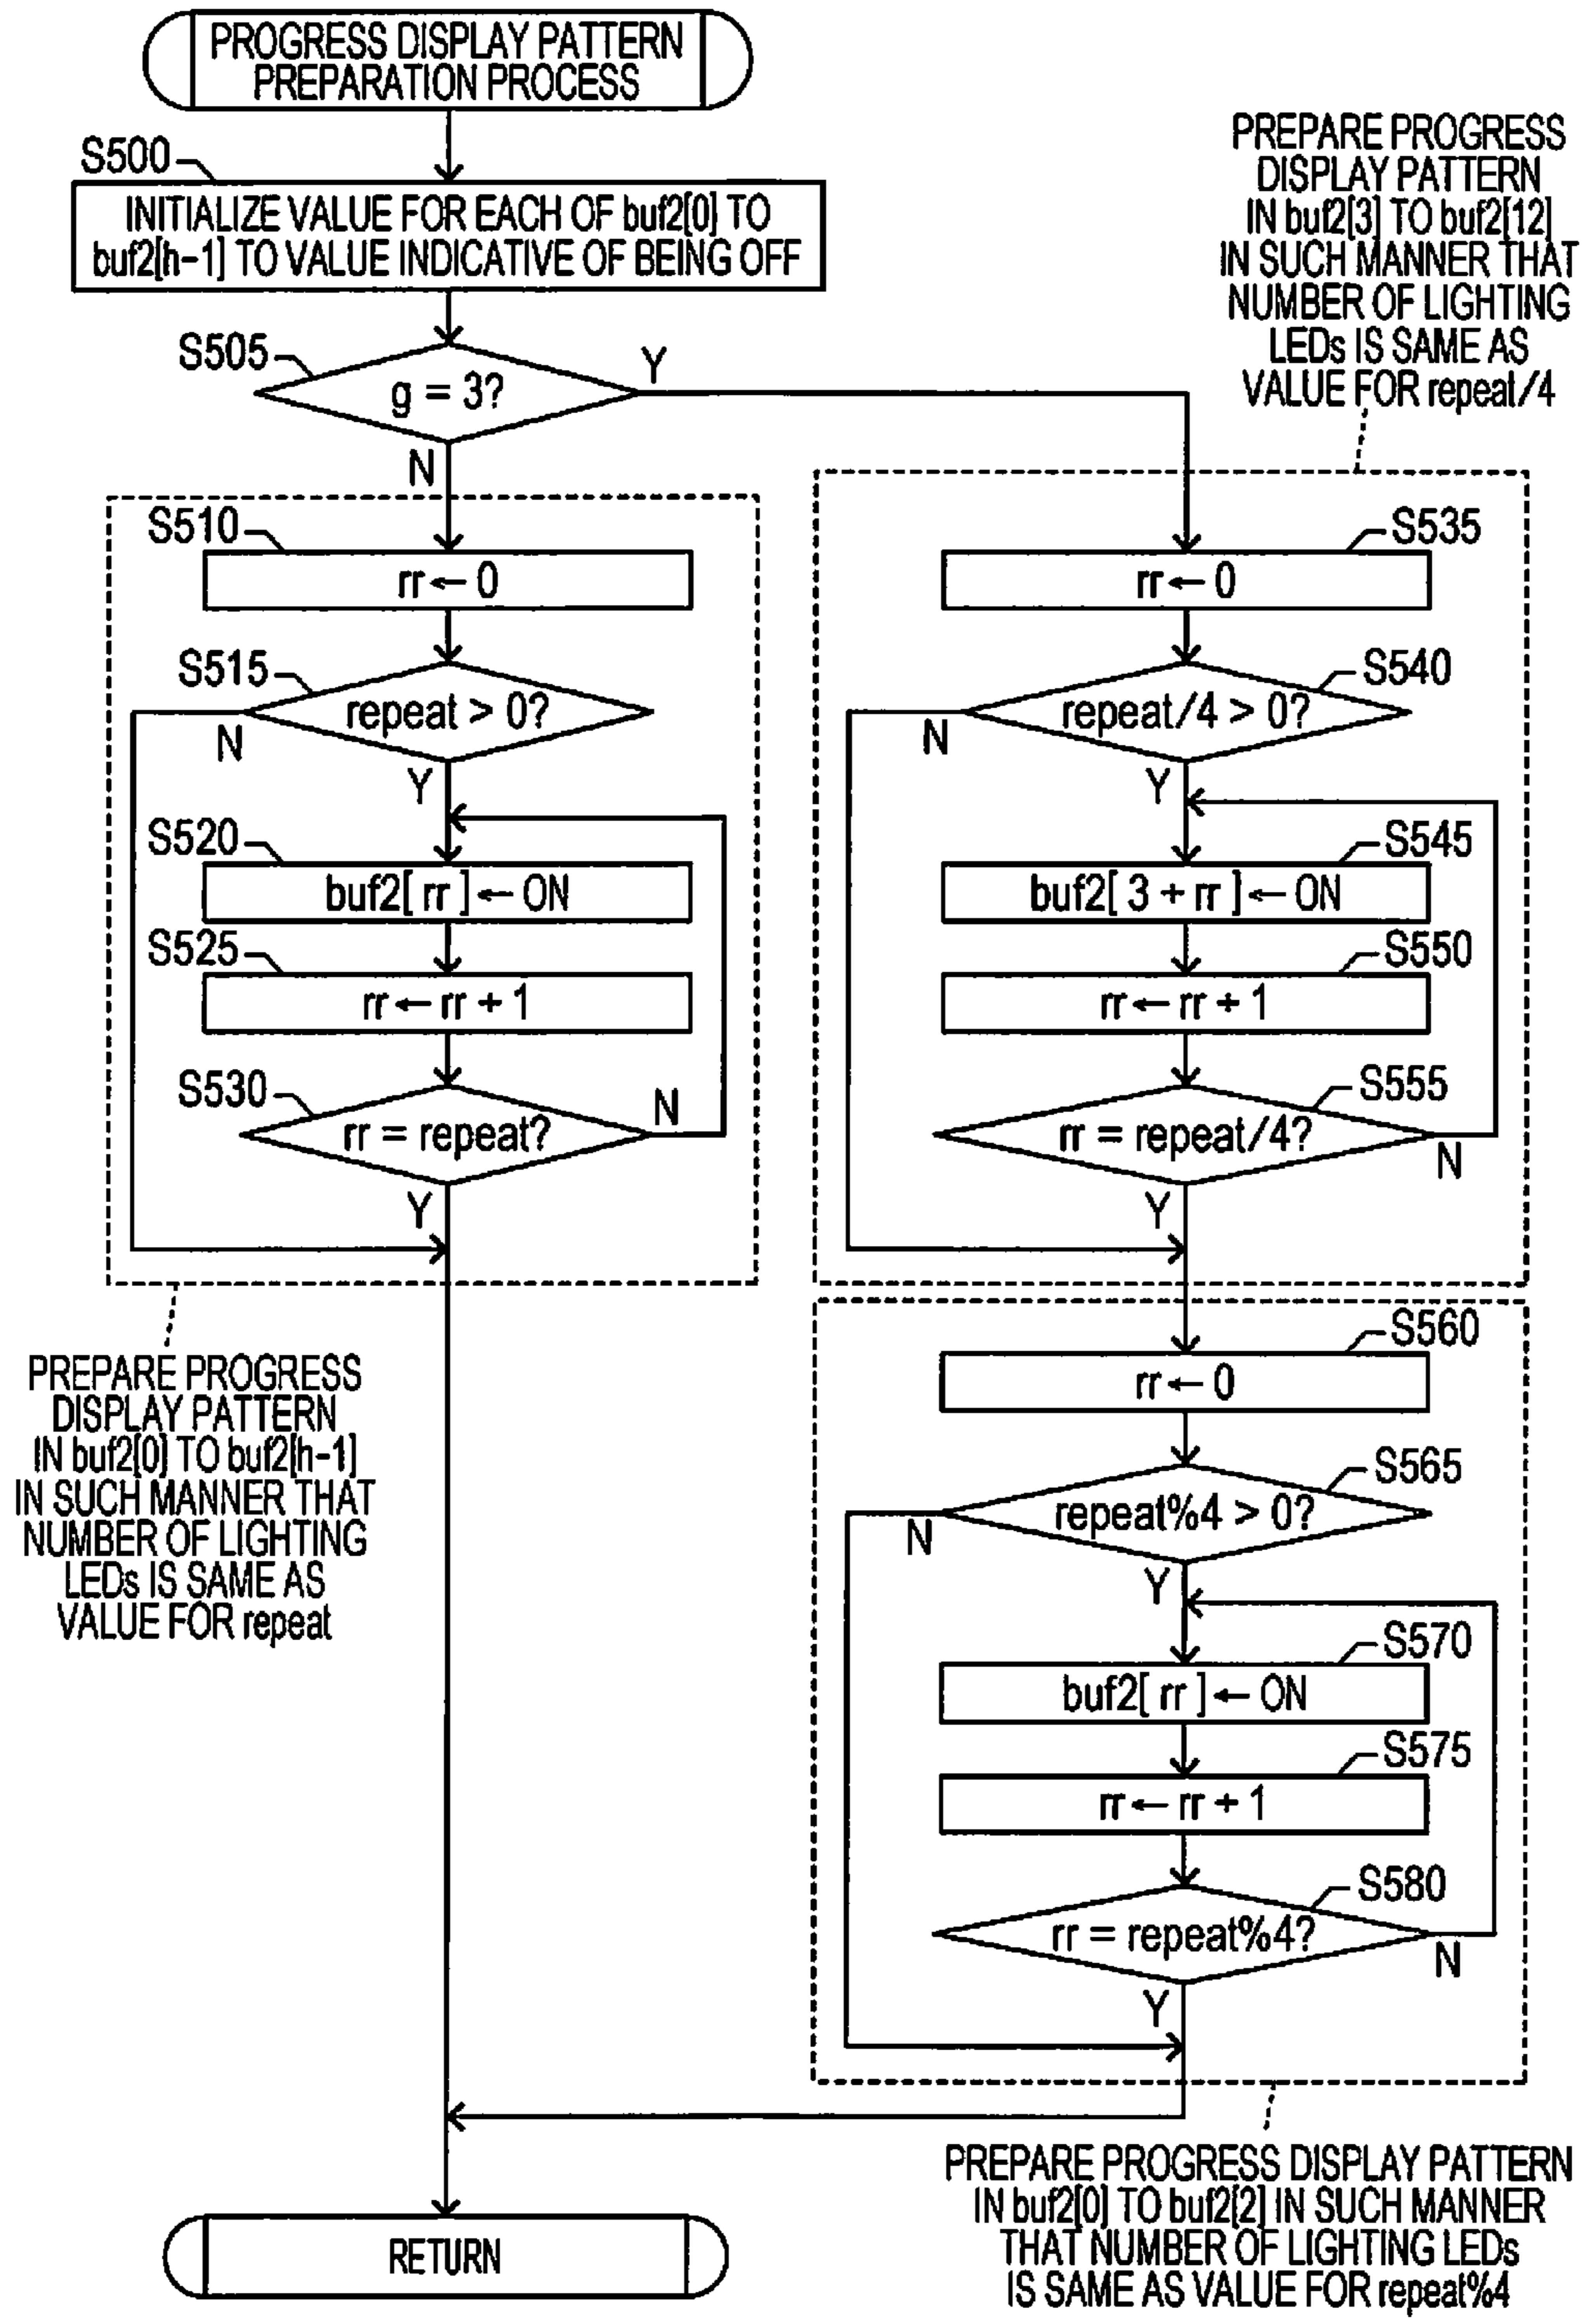 PROGRESS DISPLAY PATTERN
PREPARATION PROCESS
S500
INITIALIZE VALUE FOR EACH OF buf2[0] TO
buf2[h-1] TO VALUE INDICATIVE OF BEING OFF
S505
g = 3?
Y
N
PREPARE PROGRESS
DISPLAY PATTERN
IN buf2[3] TO buf2[12]
IN SUCH MANNER THAT
NUMBER OF LIGHTING
LEDs IS SAME AS
VALUE FOR repeat/4
S510
rr ← 0
S515
repeat > 0?
N
Y
S520
buf2[ rr ] ← ON
S525
rr ← rr + 1
S530
rr = repeat?
N
Y
PREPARE PROGRESS
DISPLAY PATTERN
IN buf2[0] TO buf2[h-1]
IN SUCH MANNER THAT
NUMBER OF LIGHTING
LEDs IS SAME AS
VALUE FOR repeat
S535
rr ← 0
S540
repeat/4 > 0?
N
Y
S545
buf2[ 3 + rr ] ← ON
S550
rr ← rr + 1
S555
rr = repeat/4?
N
Y
S560
rr ← 0
S565
repeat%4 > 0?
N
Y
S570
buf2[ rr ] ← ON
S575
rr ← rr + 1
S580
rr = repeat%4?
N
Y
PREPARE PROGRESS DISPLAY PATTERN
IN buf2[0] TO buf2[2] IN SUCH MANNER
THAT NUMBER OF LIGHTING LEDs
IS SAME AS VALUE FOR repeat%4
RETURN